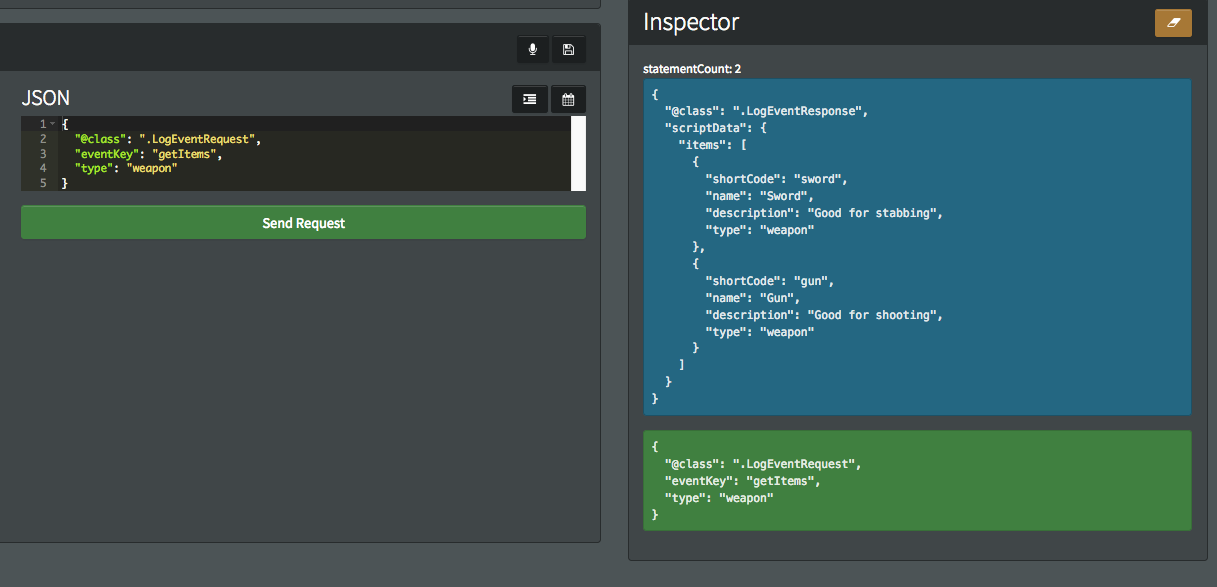 JSON
1 {
2 "@class": ".LogEventRequest",
3 "eventKey": "getItems",
4 "type": "weapon"
5 }
Send Request
Inspector
statementCount: 2
{
"@class": ".LogEventResponse",
"scriptData": {
"items": [
{
"shortCode": "sword",
"name": "Sword",
"description": "Good for stabbing",
"type": "weapon"
},
{
"shortCode": "gun",
"name": "Gun",
"description": "Good for shooting",
"type": "weapon"
}
]
}
}
{
"@class": ".LogEventRequest",
"eventKey": "getItems",
"type": "weapon"
}